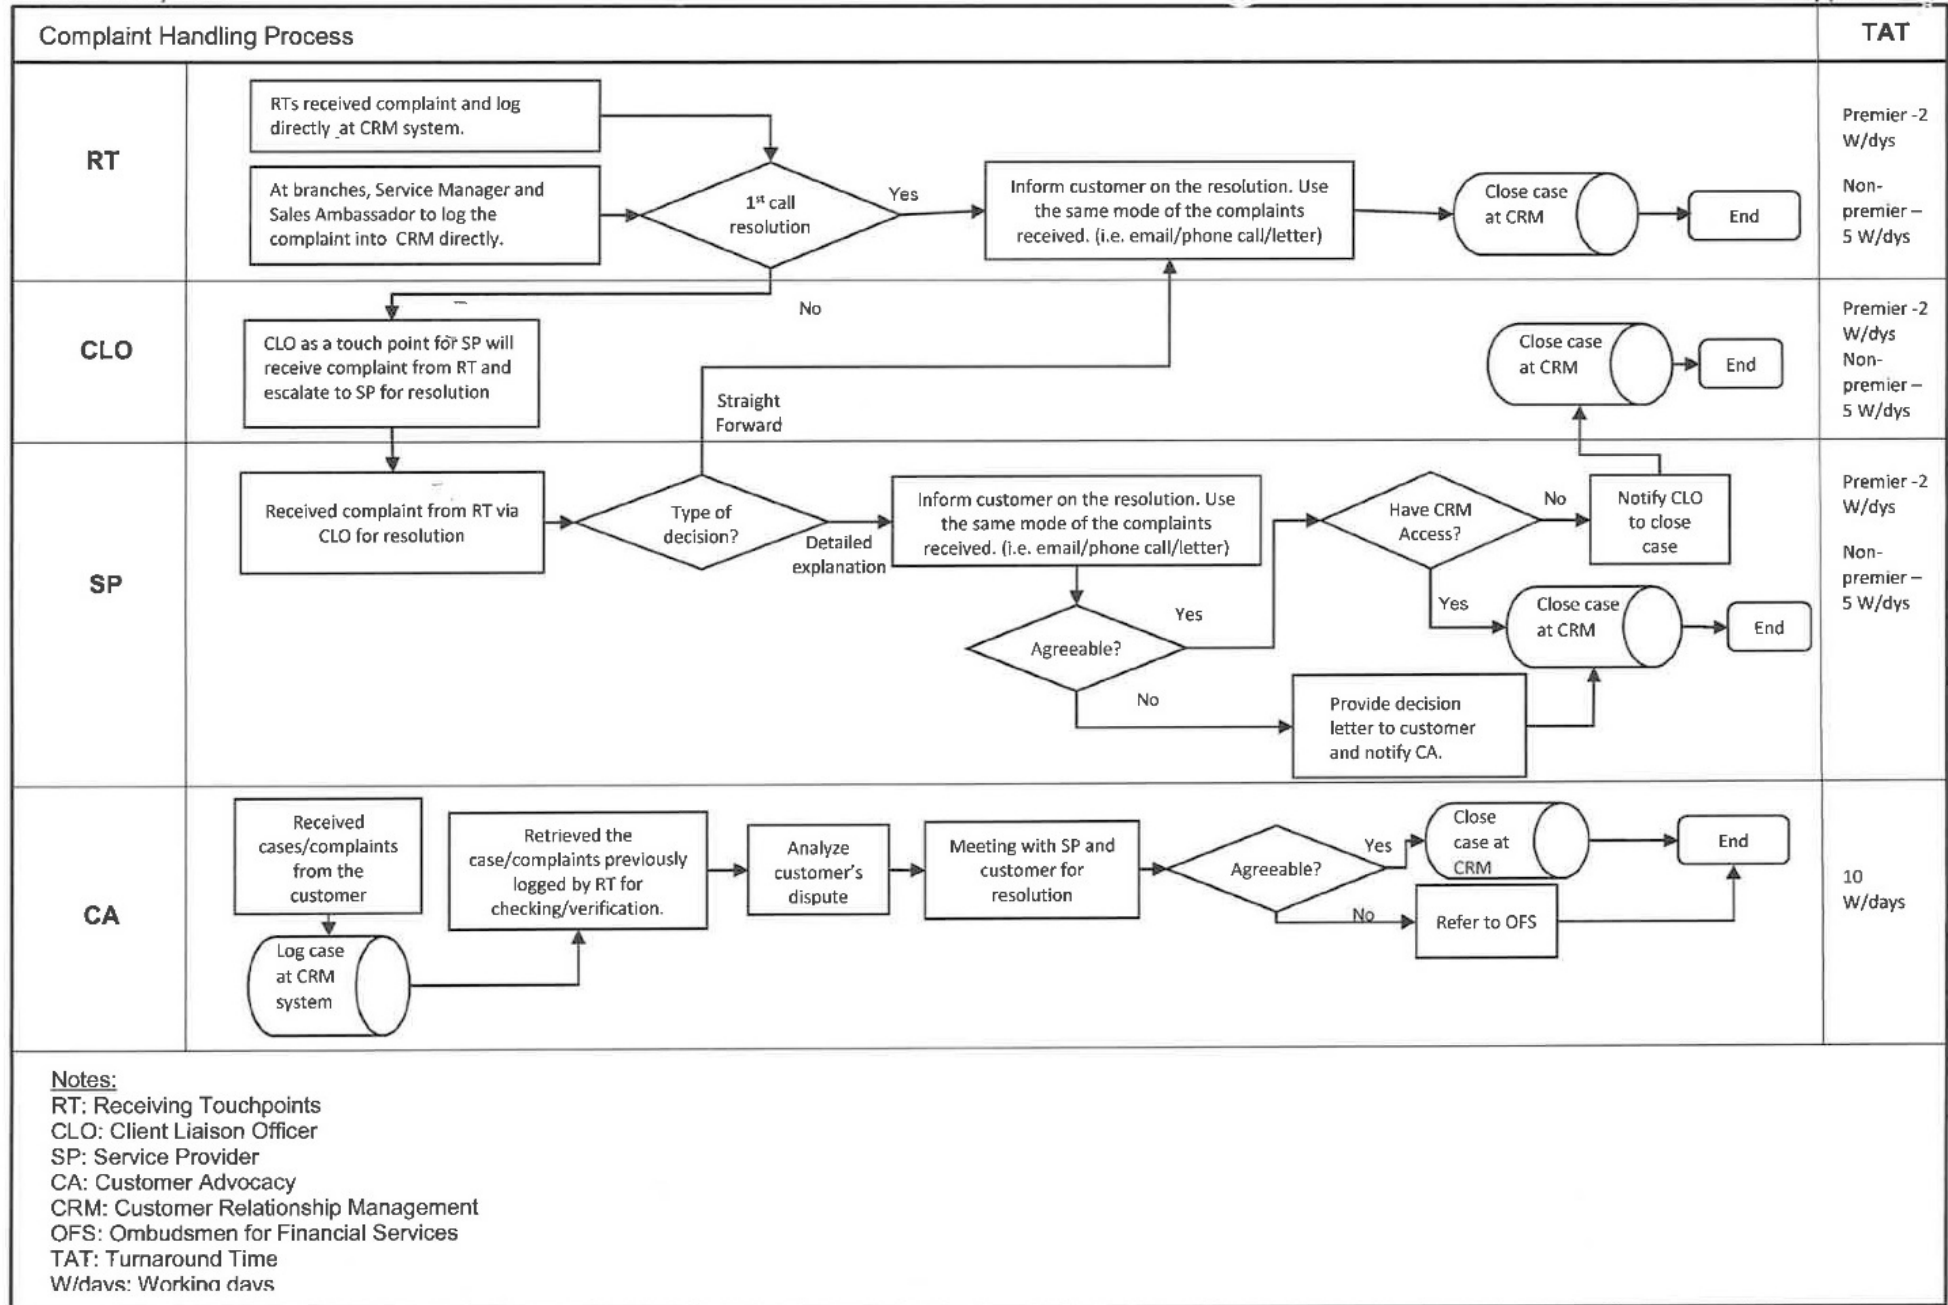 Complaint Handling Process
TAT
RT
RTs received complaint and log
directly at CRM system.
At branches, Service Manager and
Sales Ambassador to log the
complaint into CRM directly.
1st call
resolution
Yes
Inform customer on the resolution. Use
the same mode of the complaints
received. (i.e. email/phone call/letter)
Close case
at CRM
End
Premier -2
W/dys
Non-
premier –
5 W/dys
No
CLO
CLO as a touch point for SP will
receive complaint from RT and
escalate to SP for resolution
Straight
Forward
Close case
at CRM
End
Premier -2
W/dys
Non-
premier –
5 W/dys
SP
Received complaint from RT via
CLO for resolution
Type of
decision?
Detailed
explanation
Inform customer on the resolution. Use
the same mode of the complaints
received. (i.e. email/phone call/letter)
Have CRM
Access?
No
Notify CLO
to close
case
Yes
Close case
at CRM
End
Agreeable?
Yes
No
Provide decision
letter to customer
and notify CA.
Premier -2
W/dys
Non-
premier –
5 W/dys
CA
Received
cases/complaints
from the
customer
Log case
at CRM
system
Retrieved the
case/complaints previously
logged by RT for
checking/verification.
Analyze
customer's
dispute
Meeting with SP and
customer for
resolution
Agreeable?
Yes
Close
case at
CRM
End
No
Refer to OFS
10
W/days
Notes:
RT: Receiving Touchpoints
CLO: Client Liaison Officer
SP: Service Provider
CA: Customer Advocacy
CRM: Customer Relationship Management
OFS: Ombudsmen for Financial Services
TAT: Turnaround Time
W/days: Working days